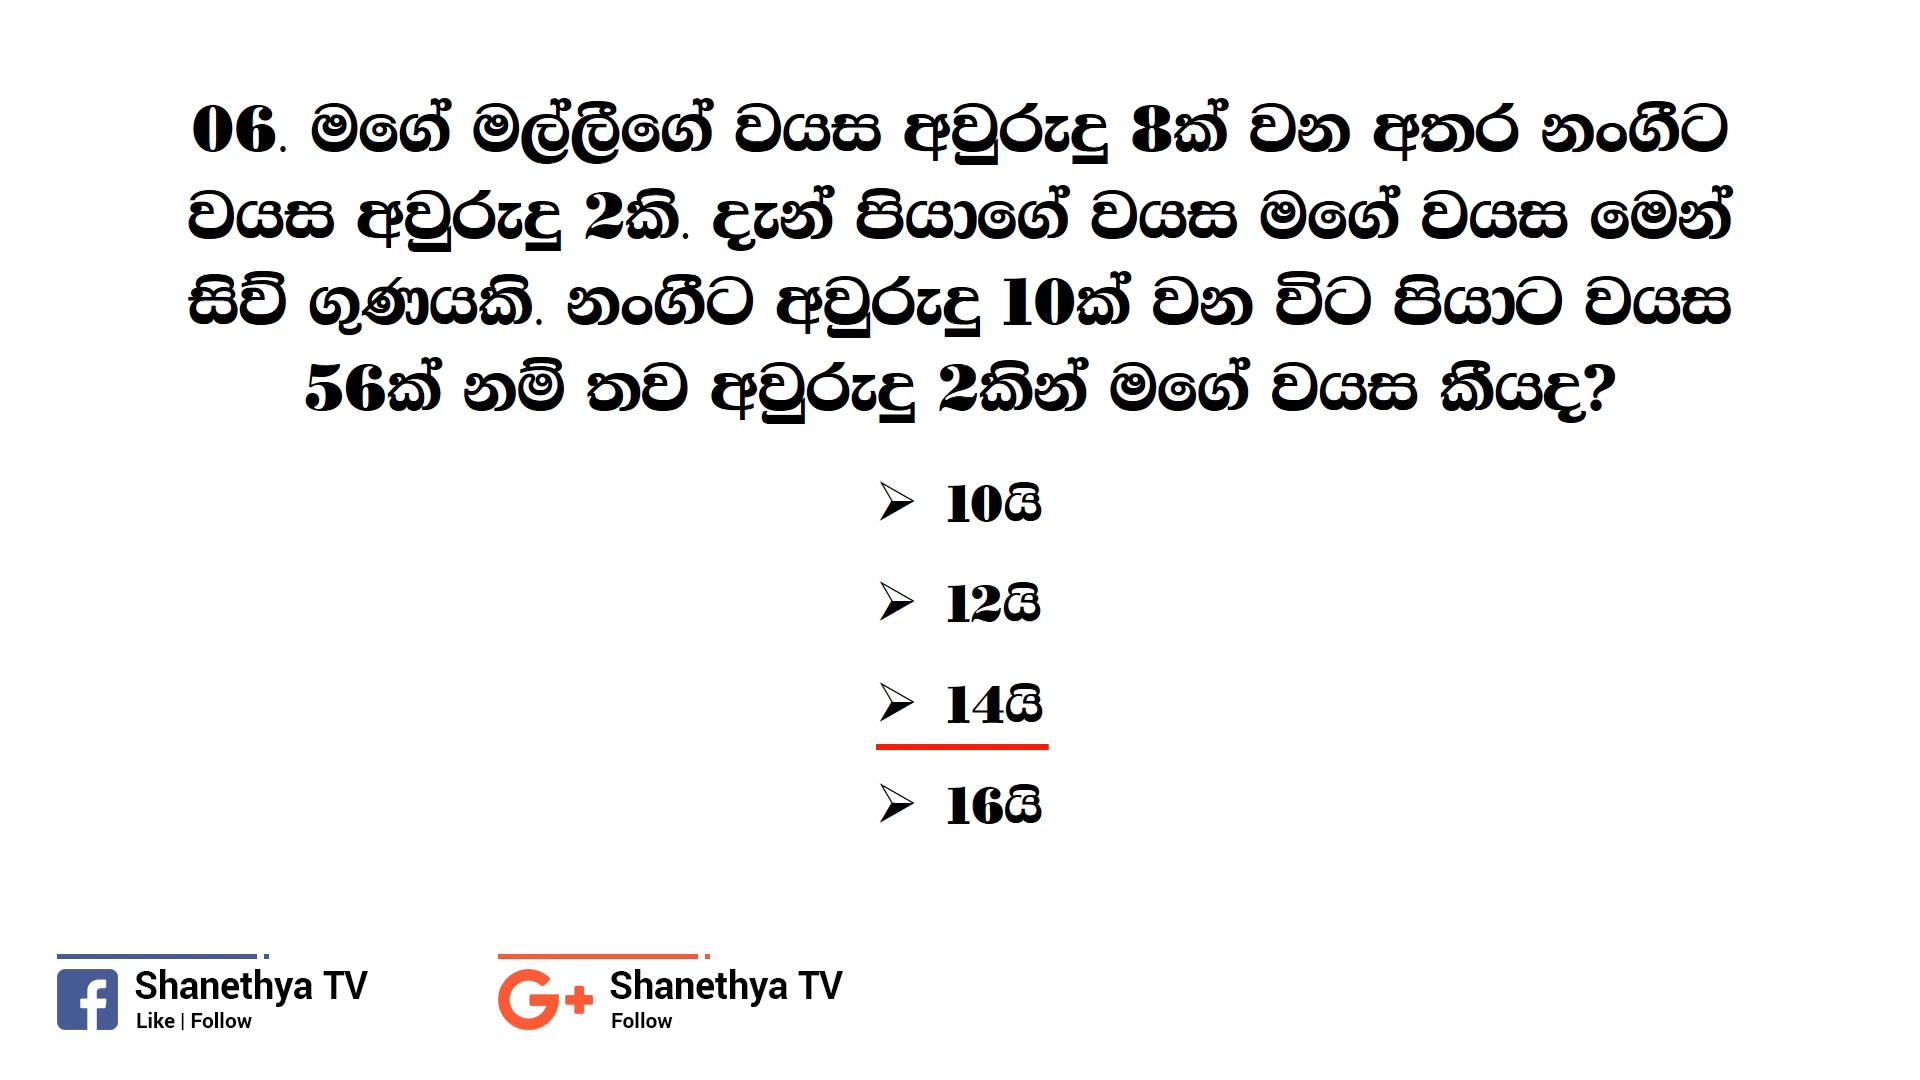 06. මගේ මල්ලීගේ වයස අවුරුදු 8ක් වන අතර නංගීට
වයස අවුරුදු 2කි. දැන් පියාගේ වයස මගේ වයස මෙන්
සිව් ගුණයකි. නංගීට අවුරුදු 10ක් වන විට පියාට වයස
56ක් නම් තව අවුරුදු 2කින් මගේ වයස කීයද?
➢ 10යි
➢ 12යි
➢ 14යි
➢ 16යි
Shanethya TV
Like | Follow
G+ Shanethya TV
Follow